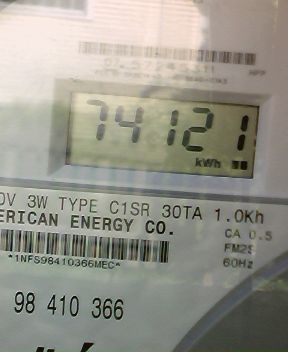 74121
kWh
0V 3W TYPE C1SR 30TA 1.0Kh
ERICAN ENERGY CO.
CA 0.5
FM2S
*1NFS98410366MEC*
60Hz
98 410 366